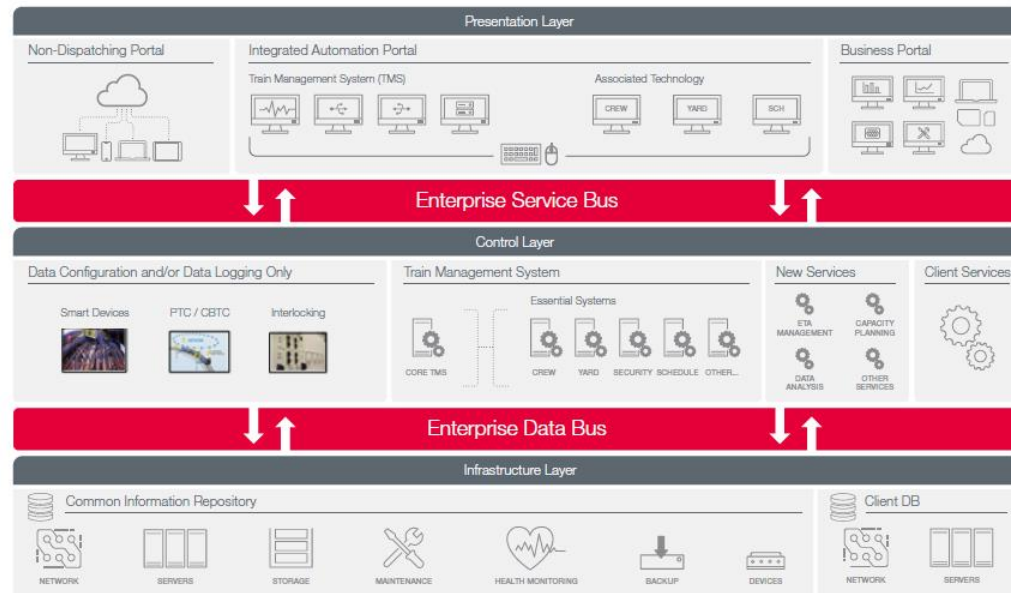 Presentation Layer
Non-Dispatching Portal
Integrated Automation Portal
Business Portal
Train Management System (TMS)
Associated Technology
CREW
YARD
SCH
Enterprise Service Bus
Control Layer
Data Configuration and/or Data Logging Only
Train Management System
New Services
Client Services
Smart Devices
PTC / CBTC
Interlocking
Essential Systems
CORE TMS
CREW
YARD
SECURITY
SCHEDULE
OTHER...
ETA
MANAGEMENT
CAPACITY
PLANNING
DATA
ANALYSIS
OTHER
SERVICES
Enterprise Data Bus
Infrastructure Layer
Common Information Repository
Client DB
NETWORK
SERVERS
STORAGE
MAINTENANCE
HEALTH MONITORING
BACKUP
DEVICES
NETWORK
SERVERS